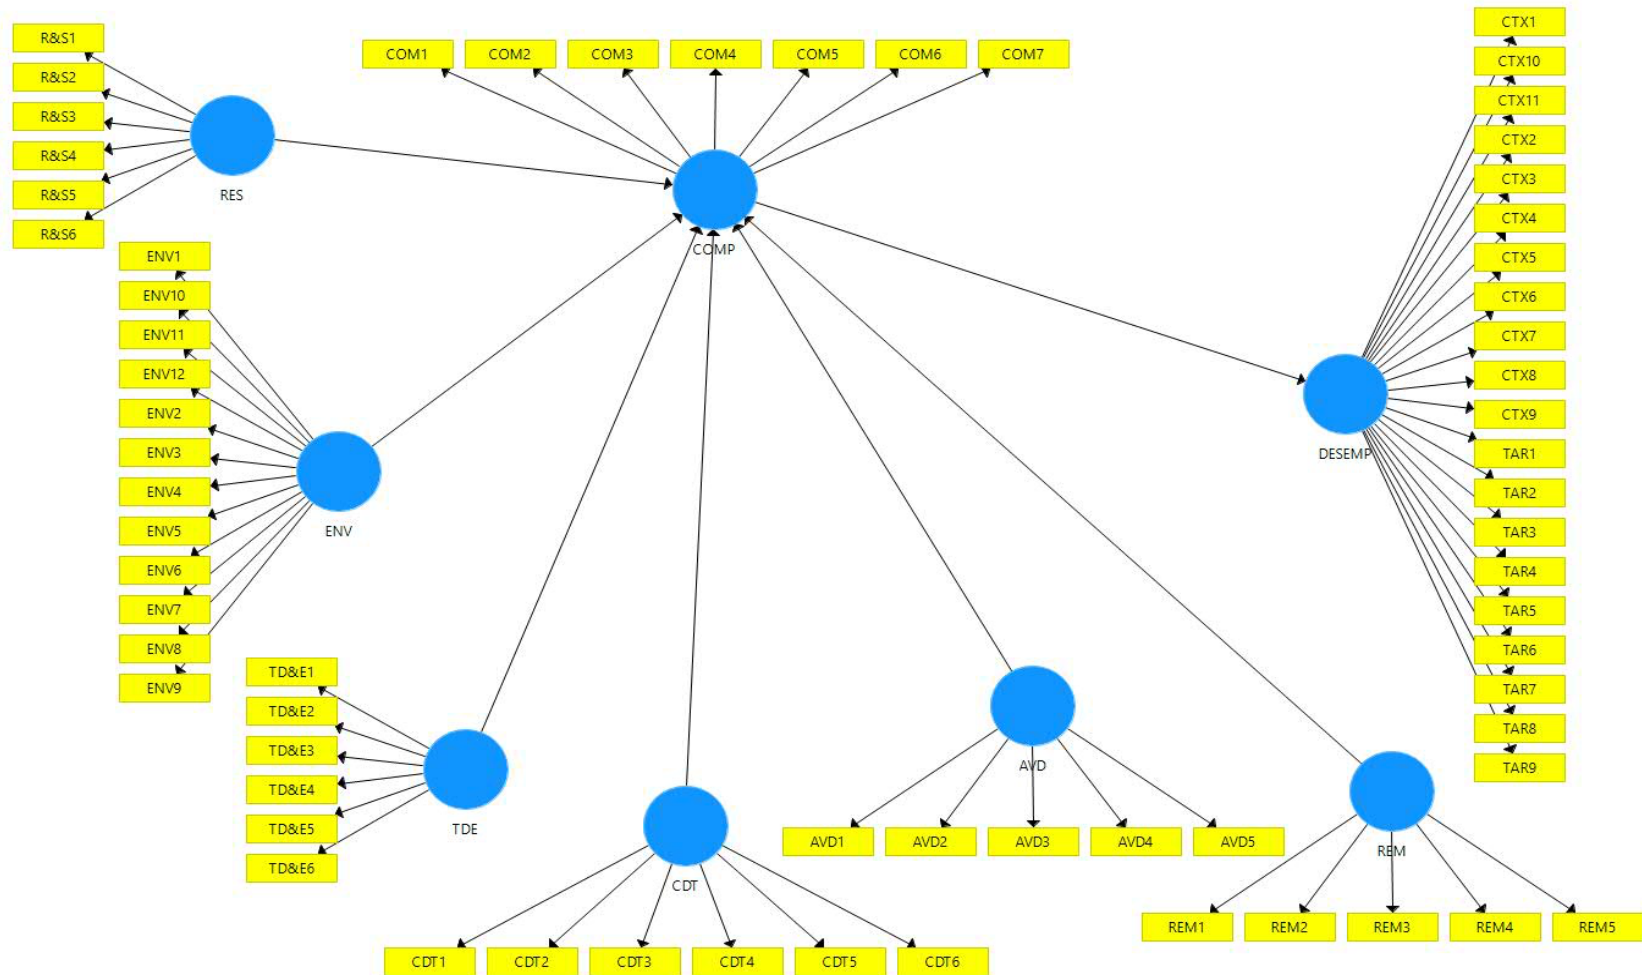 R&S1
R&S2
R&S3
R&S4
R&S5
R&S6
RES
COM1
COM2
COM3
COM4
COM5
COM6
COM7
COMP
CTX1
CTX10
CTX11
CTX2
CTX3
CTX4
CTX5
CTX6
CTX7
CTX8
CTX9
TAR1
TAR2
TAR3
TAR4
TAR5
TAR6
TAR7
TAR8
TAR9
DESEMP
ENV1
ENV10
ENV11
ENV12
ENV2
ENV3
ENV4
ENV5
ENV6
ENV7
ENV8
ENV9
ENV
TD&E1
TD&E2
TD&E3
TD&E4
TD&E5
TD&E6
TDE
CDT
CDT1
CDT2
CDT3
CDT4
CDT5
CDT6
AVD
AVD1
AVD2
AVD3
AVD4
AVD5
REM
REM1
REM2
REM3
REM4
REM5